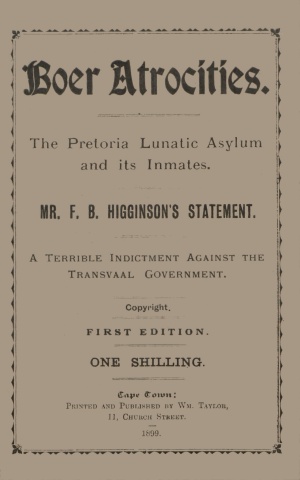 Boer Atrocities.
The Pretoria Lunatic Asylum
and its Inmates.
MR. F. B. HIGGINSON'S STATEMENT.
A TERRIBLE INDICTMENT AGAINST THE
TRANSVAAL GOVERNMENT.
Copyright.
FIRST EDITION.
ONE SHILLING.
Cape Town:
PRINTED AND PUBLISHED BY WM. TAYLOR,
11, CHURCH STREET.
1899.